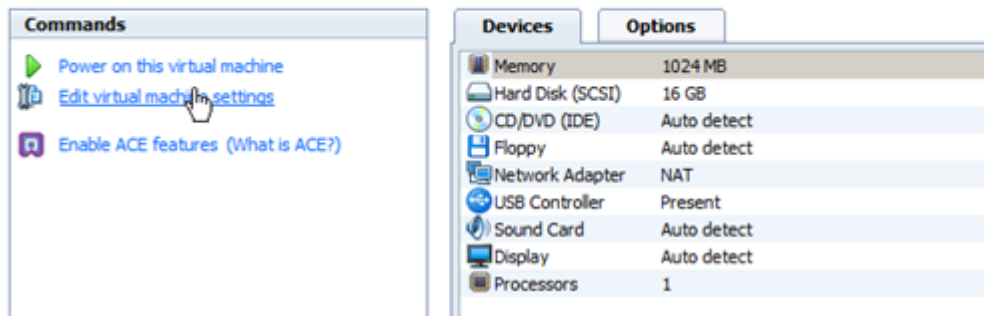 Commands
Power on this virtual machine
Edit virtual machine settings
Enable ACE features (What is ACE?)
Devices Options
Memory 1024 MB
Hard Disk (SCSI) 16 GB
CD/DVD (IDE) Auto detect
Floppy Auto detect
Network Adapter NAT
USB Controller Present
Sound Card Auto detect
Display Auto detect
Processors 1